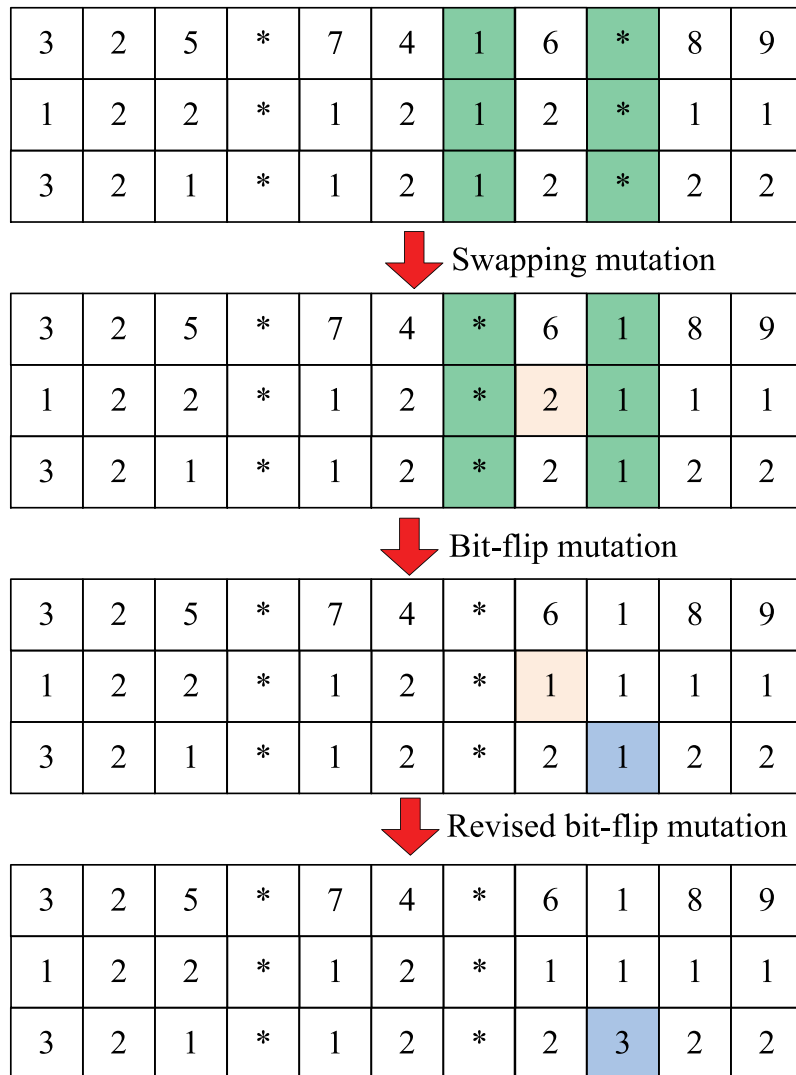 3 2 5 * 7 4 1 6 * 8 9
1 2 2 * 1 2 1 2 * 1 1
3 2 1 * 1 2 1 2 * 2 2
Swapping mutation
3 2 5 * 7 4 * 6 1 8 9
1 2 2 * 1 2 * 2 1 1 1
3 2 1 * 1 2 * 2 1 2 2
Bit-flip mutation
3 2 5 * 7 4 * 6 1 8 9
1 2 2 * 1 2 * 1 1 1 1
3 2 1 * 1 2 * 2 1 2 2
Revised bit-flip mutation
3 2 5 * 7 4 * 6 1 8 9
1 2 2 * 1 2 * 1 1 1 1
3 2 1 * 1 2 * 2 3 2 2